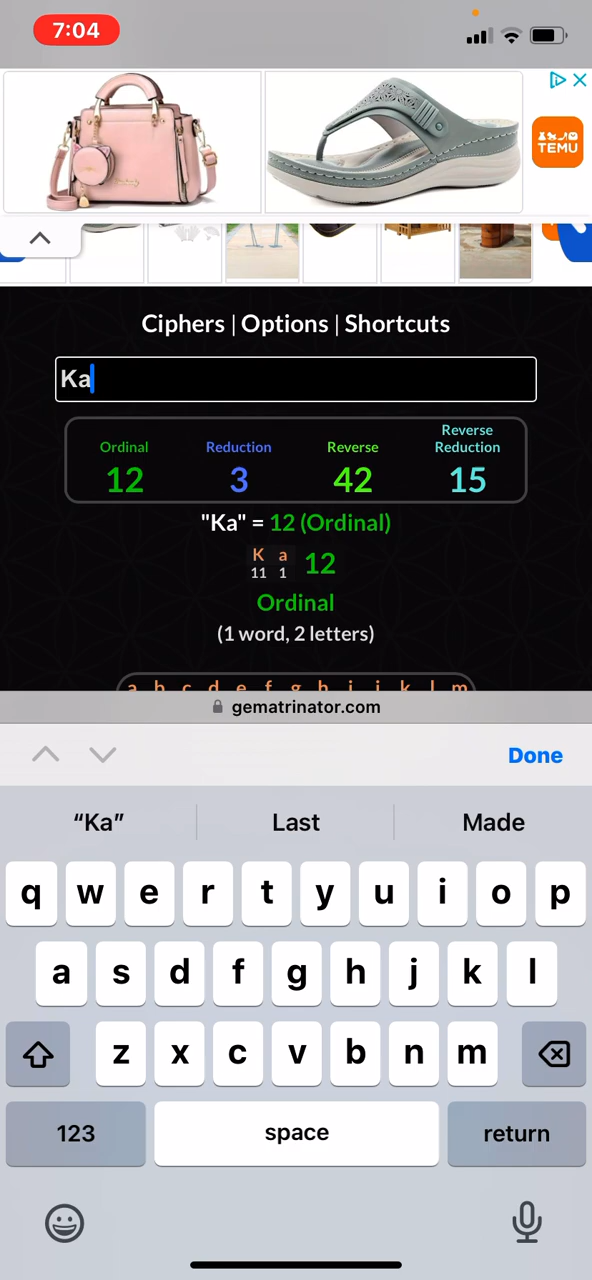 7:04
TEMU
Ciphers | Options | Shortcuts
Ka
Ordinal Reduction Reverse Reverse Reduction
12 3 42 15
"Ka" = 12 (Ordinal)
K a 12
11 1
Ordinal
(1 word, 2 letters)
a b c d e f g h i j k l m
gematrinator.com
Done
“Ka” Last Made
q w e r t y u i o p
a s d f g h j k l
z x c v b n m
123 space return